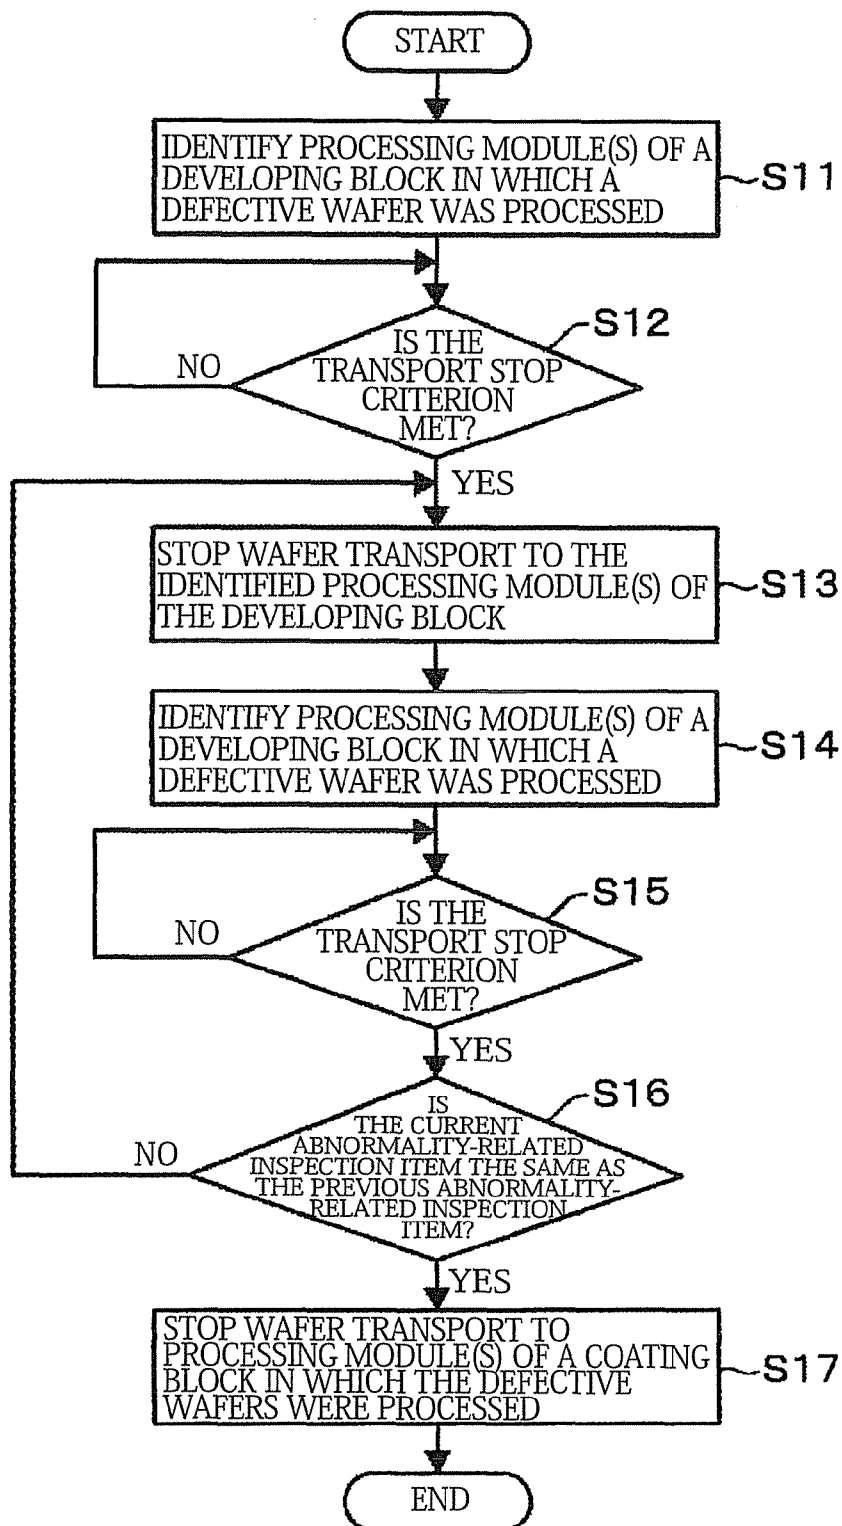 START
IDENTIFY PROCESSING MODULE(S) OF A
DEVELOPING BLOCK IN WHICH A
DEFECTIVE WAFER WAS PROCESSED
S11
S12
IS THE
TRANSPORT STOP
CRITERION
MET?
NO
YES
STOP WAFER TRANSPORT TO THE
IDENTIFIED PROCESSING MODULE(S) OF
THE DEVELOPING BLOCK
S13
IDENTIFY PROCESSING MODULE(S) OF A
DEVELOPING BLOCK IN WHICH A
DEFECTIVE WAFER WAS PROCESSED
S14
S15
IS THE
TRANSPORT STOP
CRITERION
MET?
NO
YES
S16
IS
THE CURRENT
ABNORMALITY-RELATED
INSPECTION ITEM THE SAME AS
THE PREVIOUS ABNORMALITY-
RELATED INSPECTION
ITEM?
NO
YES
STOP WAFER TRANSPORT TO
PROCESSING MODULE(S) OF A COATING
BLOCK IN WHICH THE DEFECTIVE
WAFERS WERE PROCESSED
S17
END